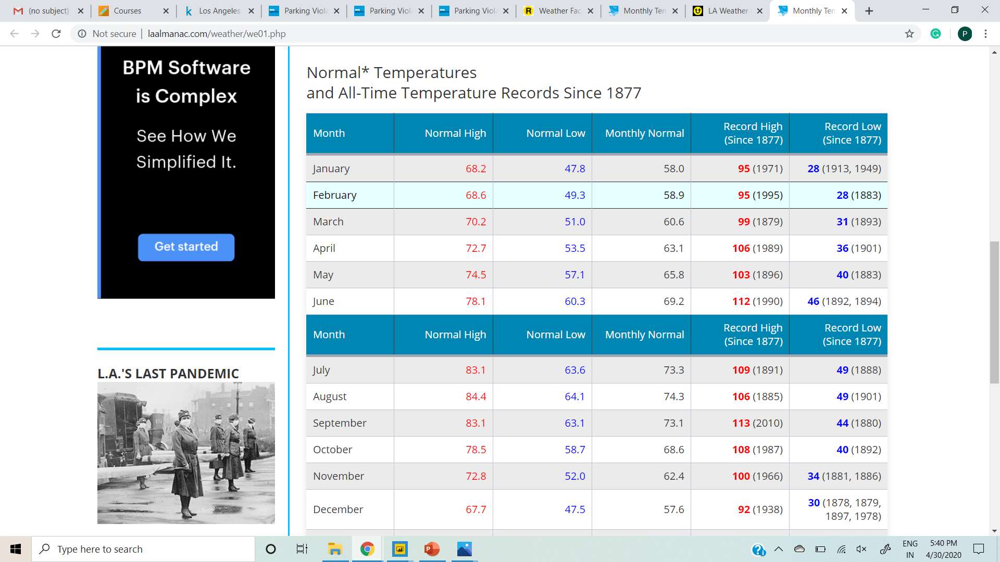 (no subject)
Courses
Los Angeles
Parking Viol
Parking Viol
Parking Viol
Weather Fac
Monthly Ten
LA Weather
Monthly Ten
Not secure | laalmanac.com/weather/we01.php
P
BPM Software
is Complex
See How We
Simplified It.
Get started
L.A.'S LAST PANDEMIC
Normal* Temperatures
and All-Time Temperature Records Since 1877
Month Normal High Normal Low Monthly Normal Record High (Since 1877) Record Low (Since 1877)
January 68.2 47.8 58.0 95 (1971) 28 (1913, 1949)
February 68.6 49.3 58.9 95 (1995) 28 (1883)
March 70.2 51.0 60.6 99 (1879) 31 (1893)
April 72.7 53.5 63.1 106 (1989) 36 (1901)
May 74.5 57.1 65.8 103 (1896) 40 (1883)
June 78.1 60.3 69.2 112 (1990) 46 (1892, 1894)
Month Normal High Normal Low Monthly Normal Record High (Since 1877) Record Low (Since 1877)
July 83.1 63.6 73.3 109 (1891) 49 (1888)
August 84.4 64.1 74.3 106 (1885) 49 (1901)
September 83.1 63.1 73.1 113 (2010) 44 (1880)
October 78.5 58.7 68.6 108 (1987) 40 (1892)
November 72.8 52.0 62.4 100 (1966) 34 (1881, 1886)
December 67.7 47.5 57.6 92 (1938) 30 (1878, 1879, 1897, 1978)
Type here to search
ENG
IN
5:40 PM
4/30/2020